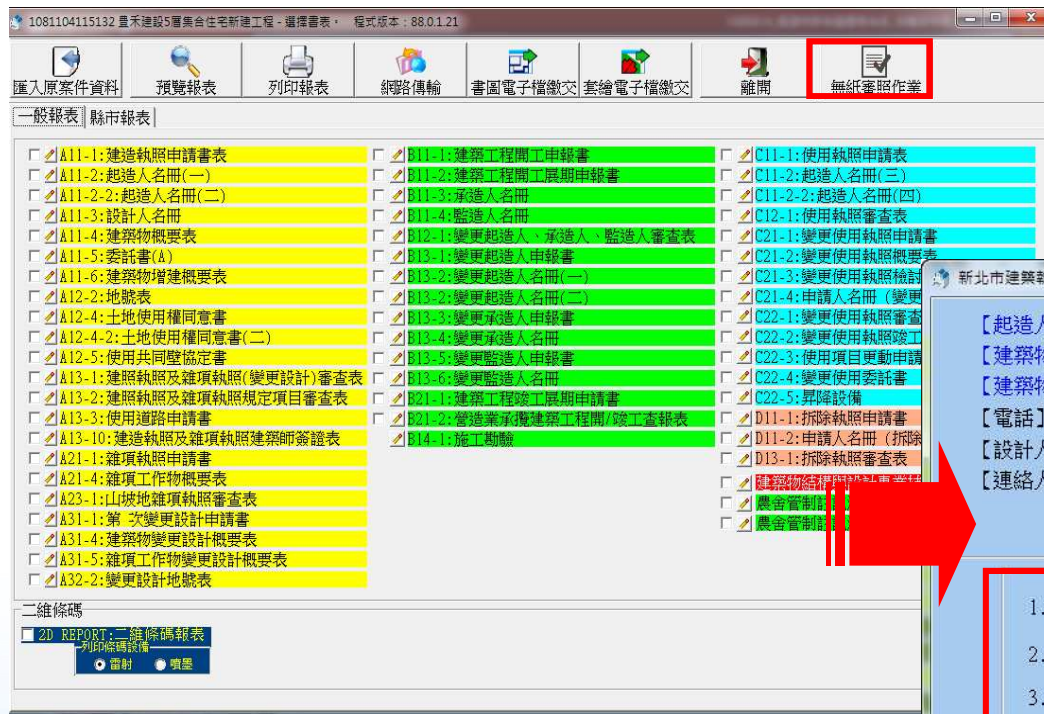 1081104115132 豊禾建設5層集合住宅新建工程 - 選擇書表, 程式版本：88.0.1.21
匯入原案件資料 預覽報表 列印報表 網路傳輸 書圖電子檔繳交 套繪電子檔繳交 離開 無紙審照作業
一般報表 縣市報表
A11-1:建造執照申請書表
A11-2:起造人名冊(一)
A11-2-2:起造人名冊(二)
A11-3:設計人名冊
A11-4:建築物概要表
A11-5:委託書(A)
A11-6:建築物增建概要表
A12-2:地號表
A12-4:土地使用權同意書
A12-4-2:土地使用權同意書(二)
A12-5:使用共同壁協定書
A13-1:建照執照及雜項執照(變更設計)審查表
A13-2:建照執照及雜項執照規定項目審查表
A13-3:使用道路申請書
A13-10:建造執照及雜項執照建築師簽證表
A21-1:雜項執照申請書
A21-4:雜項工作物概要表
A23-1:山坡地雜項執照審查表
A31-1:第 次變更設計申請書
A31-4:建築物變更設計概要表
A31-5:雜項工作物變更設計概要表
A32-2:變更設計地號表
B11-1:建築工程開工申報書
B11-2:建築工程開工展期申報書
B11-3:承造人名冊
B11-4:監造人名冊
B12-1:變更起造人、承造人、監造人審查表
B13-1:變更起造人申報書
B13-2:變更起造人名冊(一)
B13-2:變更起造人名冊(二)
B13-3:變更承造人申報書
B13-4:變更承造人名冊
B13-5:變更監造人申報書
B13-6:變更監造人名冊
B21-1:建築工程竣工展期申請書
B21-2:營造業承攬建築工程開/竣工查報表
B14-1:施工勘驗
C11-1:使用執照申請表
C11-2:起造人名冊(三)
C11-2-2:起造人名冊(四)
C12-1:使用執照審查表
C21-1:變更使用執照申請書
C21-2:變更使用執照概要表
C21-3:變更使用執照檢討
C21-4:申請人名冊（變更
C22-1:變更使用執照審查
C22-2:變更使用執照竣工
C22-3:使用項目更動申請
C22-4:變更使用委託書
C22-5:昇降設備
D11-1:拆除執照申請書
D11-2:申請人名冊（拆除
D13-1:拆除執照審查表
建築物結構與設計專業技
農舍管制
農舍管制
二維條碼
2D REPORT:二維條碼報表
列印條碼設備
雷射 噴墨
新北市建築執
【起造人
【建築物
【建築物
【電話】
【設計人
【連絡人
1.
2.
3.